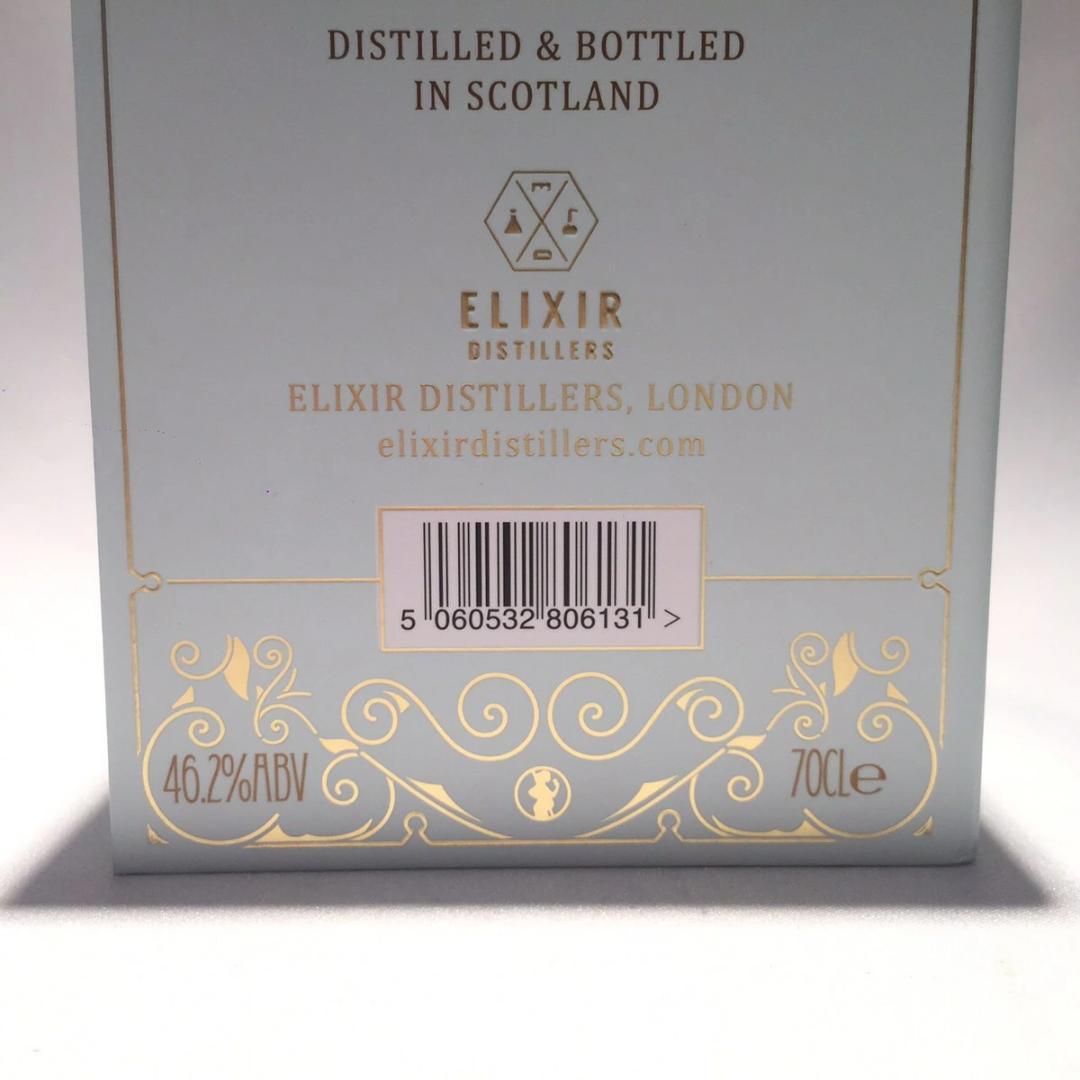 DISTILLED & BOTTLED
IN SCOTLAND
E
D
ELIXIR
DISTILLERS
ELIXIR DISTILLERS, LONDON
elixirdistillers.com
5 060532 806131 >
46.2%ABV
70CLe